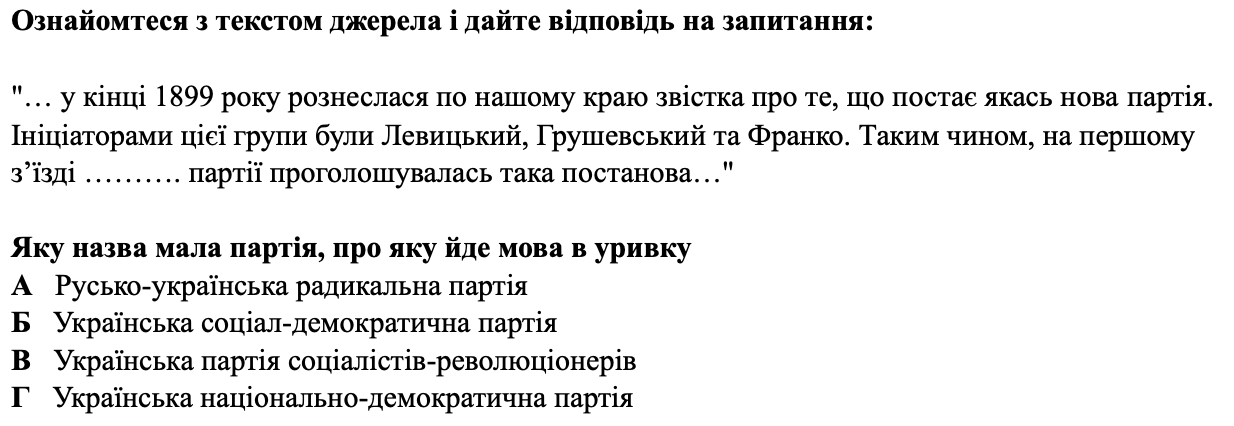 Ознайомтеся з текстом джерела і дайте відповідь на запитання:
"… у кінці 1899 року рознеслася по нашому краю звістка про те, що постає якась нова партія.
Ініціаторами цієї групи були Левицький, Грушевський та Франко. Таким чином, на першому
з’їзді ………. партії проголошувалась така постанова…"
Яку назва мала партія, про яку йде мова в уривку
А Русько-українська радикальна партія
Б Українська соціал-демократична партія
В Українська партія соціалістів-революціонерів
Г Українська національно-демократична партія